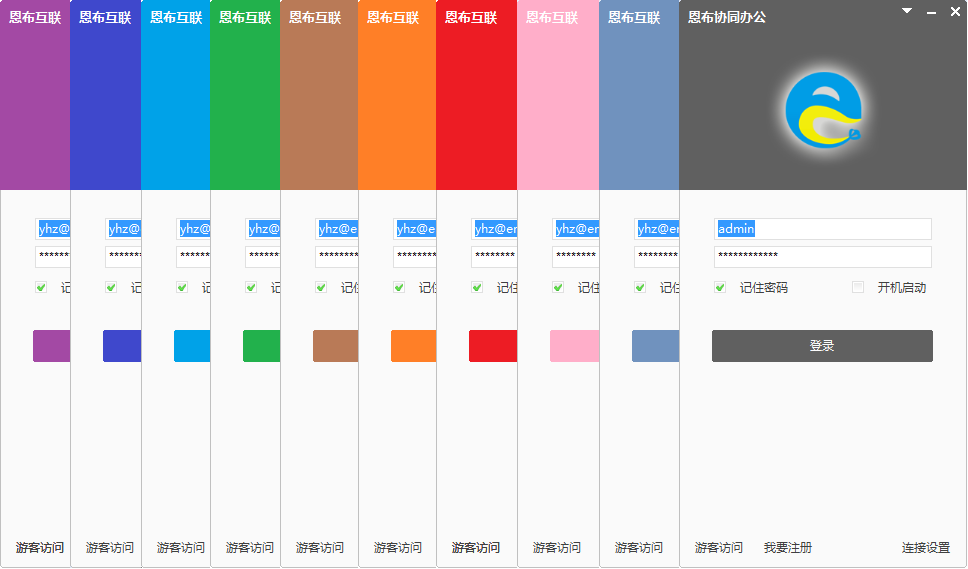 恩布互联 恩布互联 恩布互联 恩布互联 恩布互联 恩布互联 恩布互联 恩布互联 恩布互联 恩布协同办公
yhz@ yhz@ yhz@ yhz@ yhz@e yhz@e yhz@er yhz@er yhz@er admin
******* ******* ******* ******* ******** ******** ******** ******** ******** ************
记 记 记 记 记住 记住 记住 记住 记住 记住密码 开机启动
登录
游客访问 游客访问 游客访问 游客访问 游客访问 游客访问 游客访问 游客访问 游客访问 游客访问 我要注册 连接设置